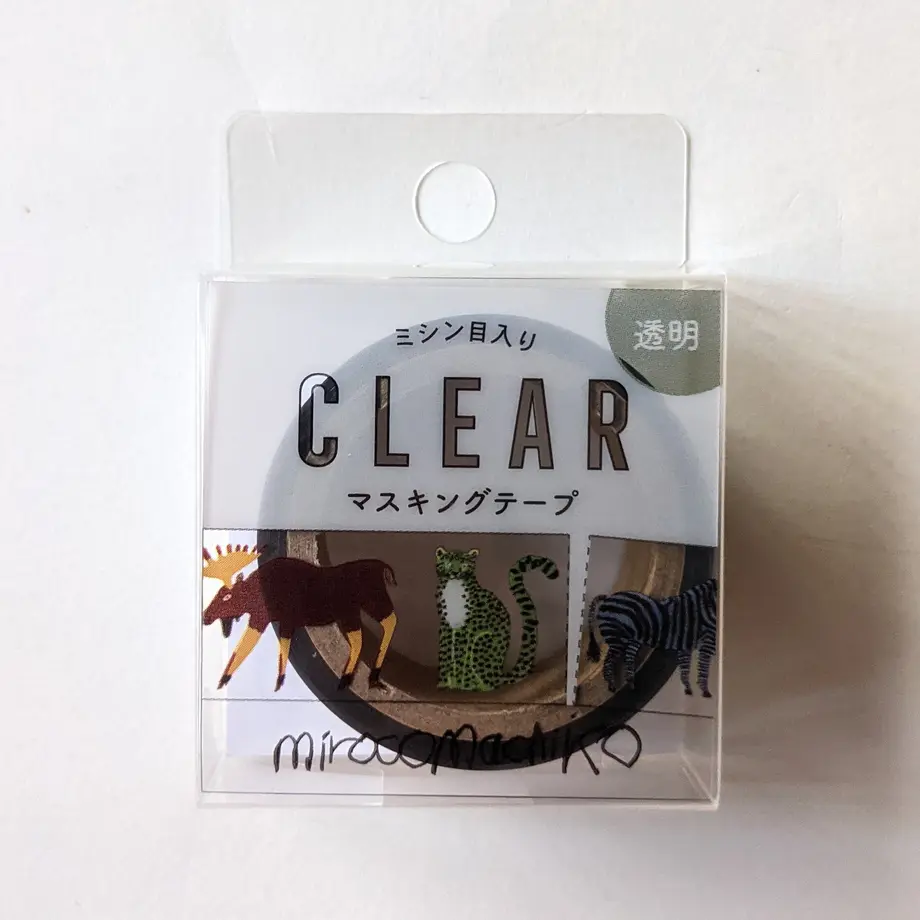 透明
ミシン目入り
CLEAR
マスキングテープ
mirocomachiko